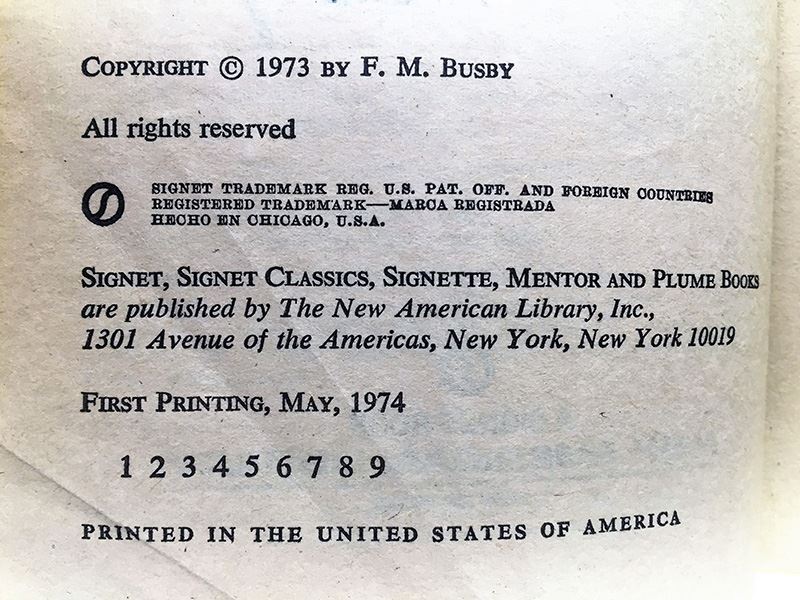 COPYRIGHT © 1973 BY F. M. BUSBY
All rights reserved
SIGNET TRADEMARK REG. U.S. PAT. OFF. AND FOREIGN COUNTRIES
REGISTERED TRADEMARK—MARCA REGISTRADA
HECHO EN CHICAGO, U.S.A.
SIGNET, SIGNET CLASSICS, SIGNETTE, MENTOR AND PLUME BOOKS
are published by The New American Library, Inc.,
1301 Avenue of the Americas, New York, New York 10019
FIRST PRINTING, MAY, 1974
1 2 3 4 5 6 7 8 9
PRINTED IN THE UNITED STATES OF AMERICA